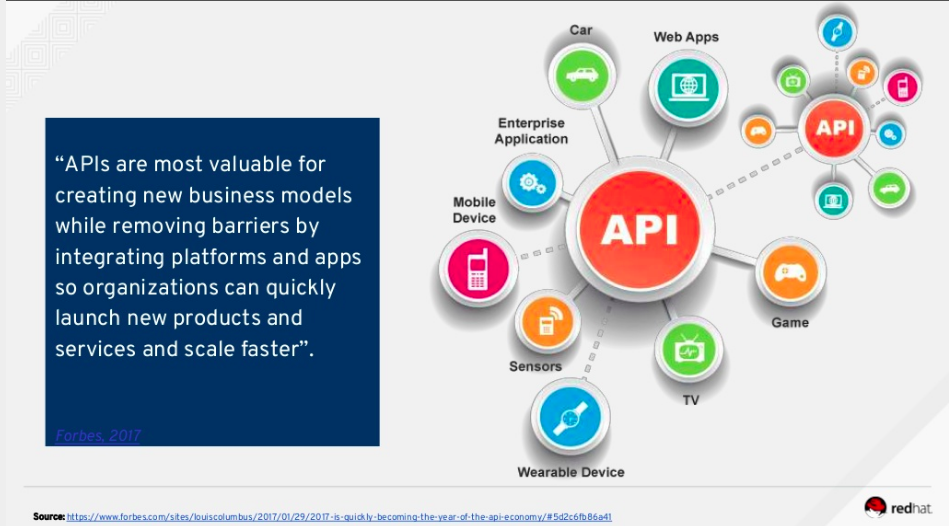 “APIs are most valuable for
creating new business models
while removing barriers by
integrating platforms and apps
so organizations can quickly
launch new products and
services and scale faster”.
Forbes, 2017
Car
Web Apps
Enterprise
Application
Mobile
Device
API
API
Game
Sensors
TV
Wearable Device
Source: https://www.forbes.com/sites/louiscolumbus/2017/01/29/2017-is-quickly-becoming-the-year-of-the-api-economy/#5d2c6fb86a41
redhat.